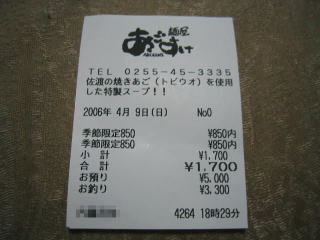 麺屋
あごすけ
AGOSUKE
TEL 0255-45-3335
佐渡の焼きあご(トビウオ)を使用
した特製スープ!!
2006年 4月 9日(日) No0
季節限定850 ¥850内
季節限定850 ¥850内
小 計 ¥1,700
合 計 ¥1,700
お預り ¥5,000
お釣り ¥3,300
4264 18時29分